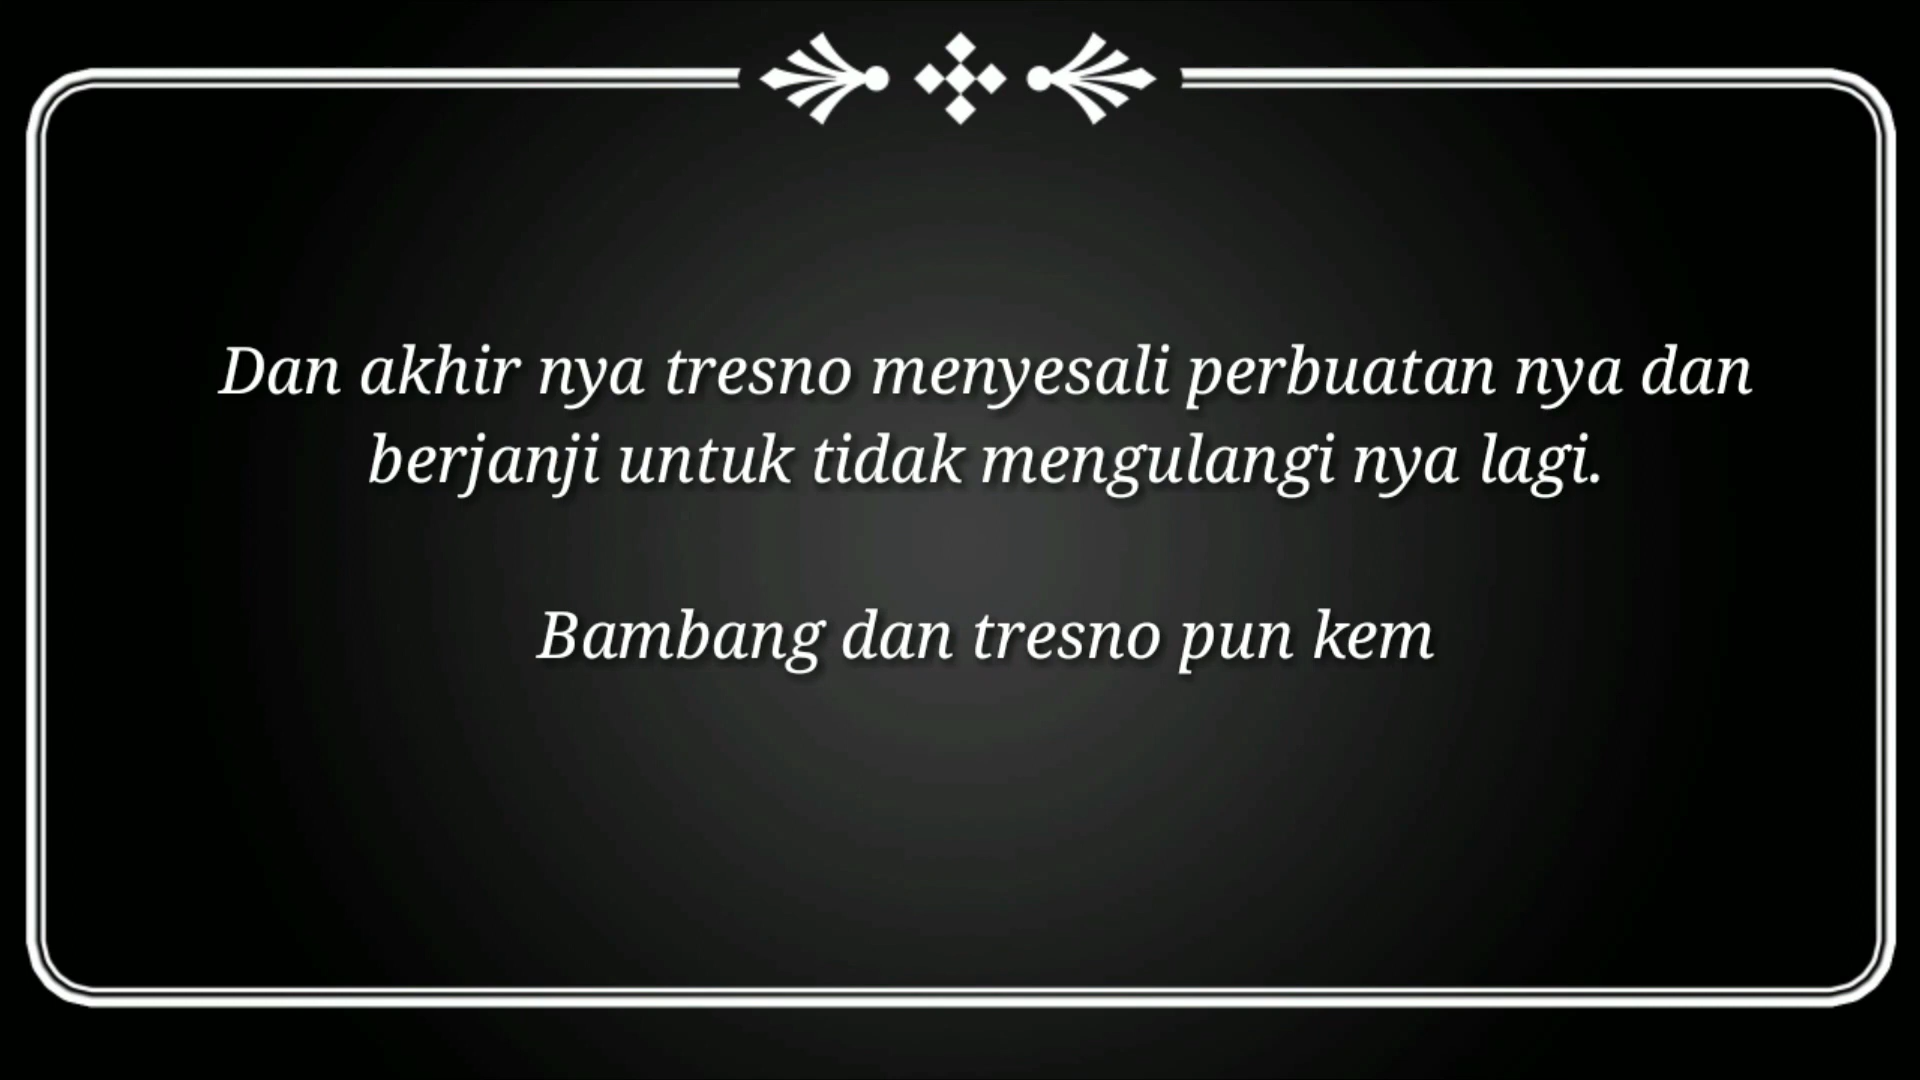 Dan akhir nya tresno menyesali perbuatan nya dan
berjanji untuk tidak mengulangi nya lagi.
Bambang dan tresno pun kem